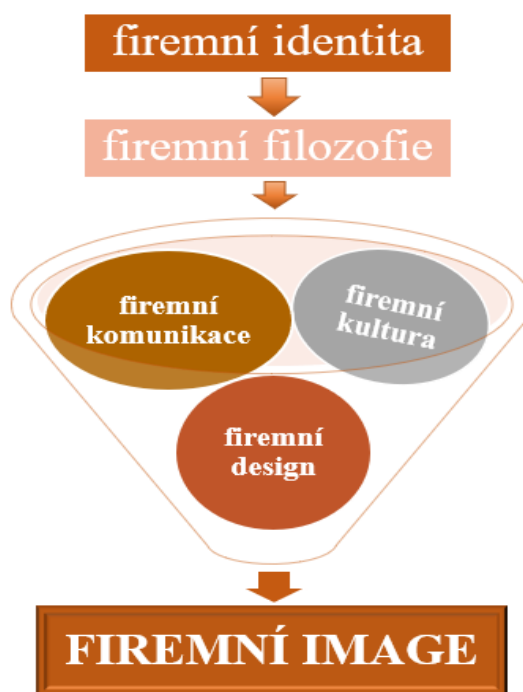 firemní identita
firemní filozofie
firemní
komunikace
firemní
kultura
firemní
design
FIREMNÍ IMAGE